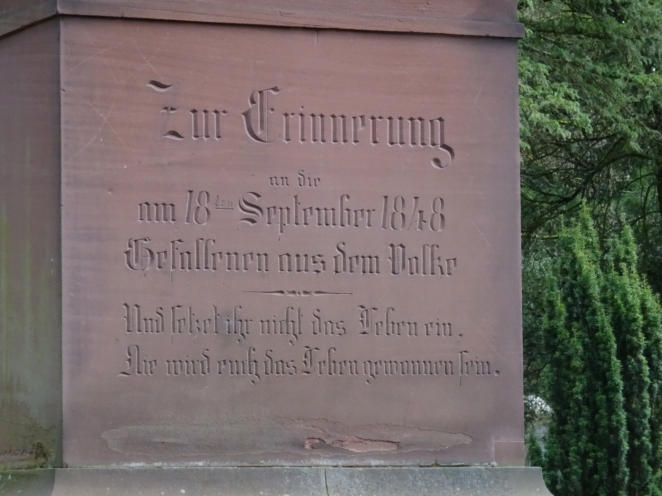 Zur Erinnerung
an die
am 18ten September 1848
Gefallenen aus dem Volke
Und setzet ihr nicht das Leben ein.
Nie wird euch das Leben gewonnen sein.